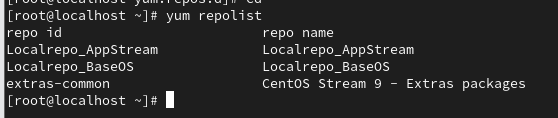 [root@localhost yum.repos.d]# cd
[root@localhost ~]# yum repolist
repo id repo name
Localrepo_AppStream Localrepo_AppStream
Localrepo_BaseOS Localrepo_BaseOS
extras-common CentOS Stream 9 - Extras packages
[root@localhost ~]#